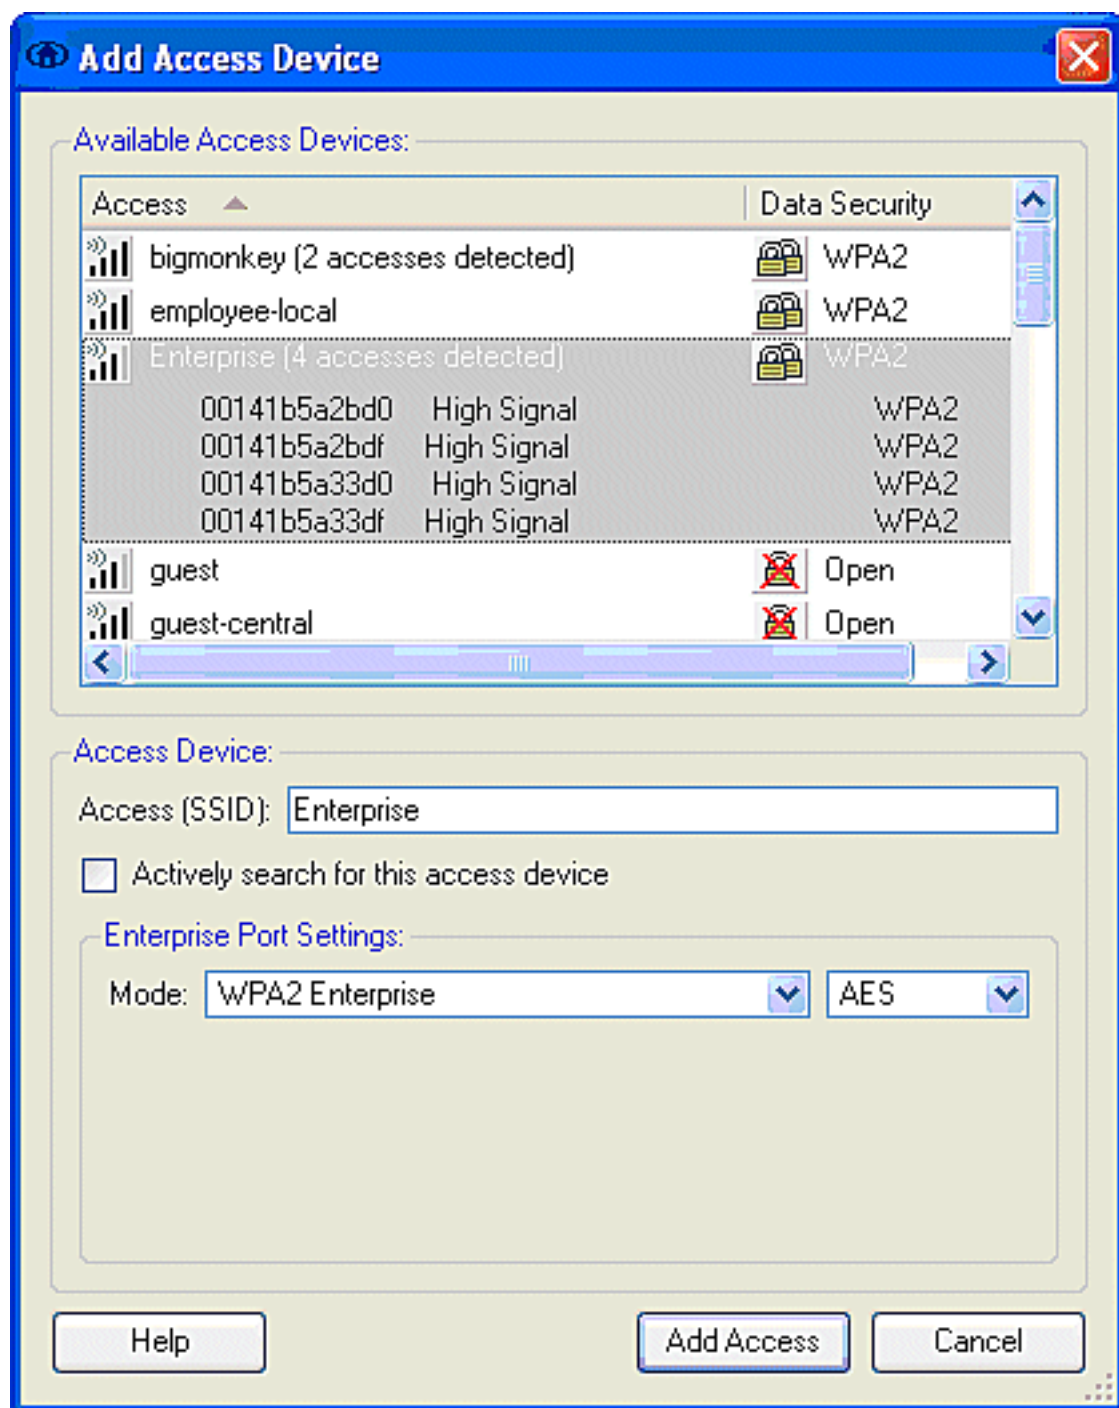 Add Access Device
Available Access Devices:
Access Data Security
bigmonkey (2 accesses detected) WPA2
employee-local WPA2
Enterprise (4 accesses detected) WPA2
00141b5a2bd0 High Signal WPA2
00141b5a2bdf High Signal WPA2
00141b5a33d0 High Signal WPA2
00141b5a33df High Signal WPA2
guest Open
guest-central Open
Access Device:
Access (SSID): Enterprise
Actively search for this access device
Enterprise Port Settings:
Mode: WPA2 Enterprise AES
Help Add Access Cancel